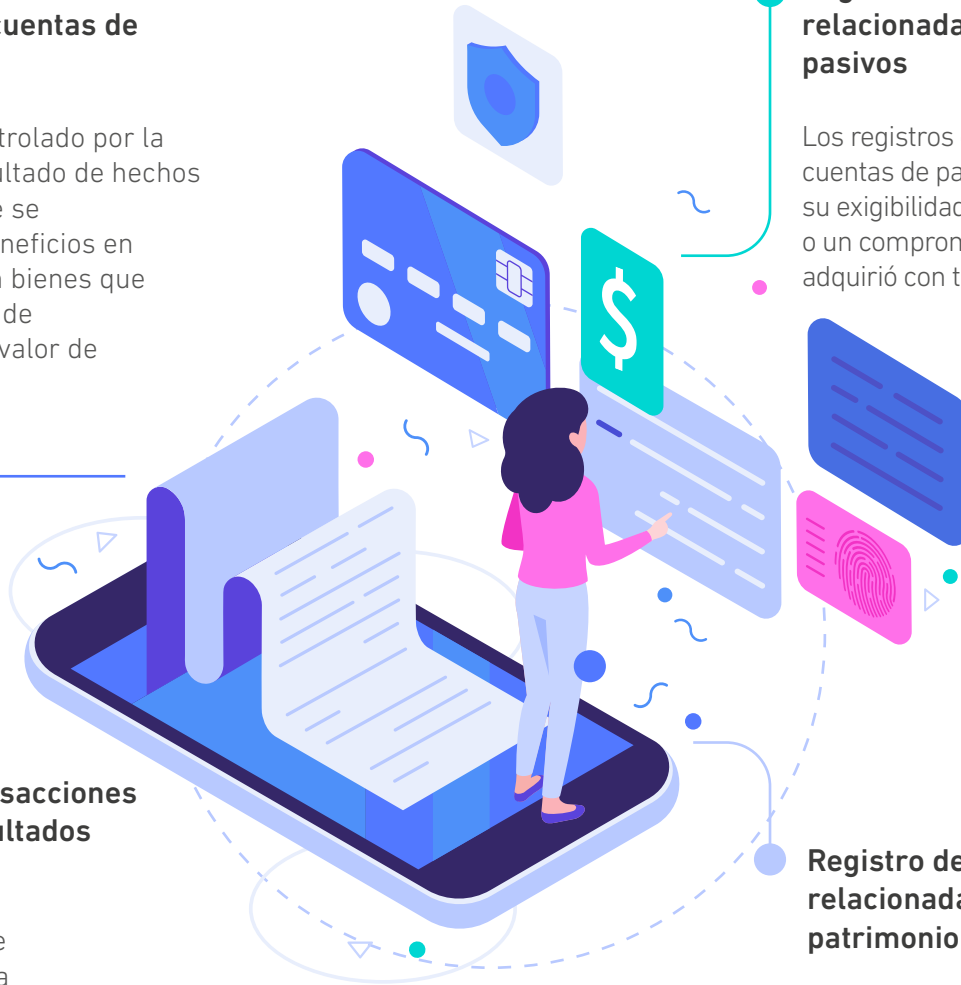 cuentas de
trolado por la
ultado de hechos
e se
neficios en
n bienes que
de
valor de
relacionada
pasivos
Los registros
cuentas de pa
su exigibilidad
o un compron
adquirió con t
$
sacciones
ultados
e
a
Registro de
relacionada
patrimonio